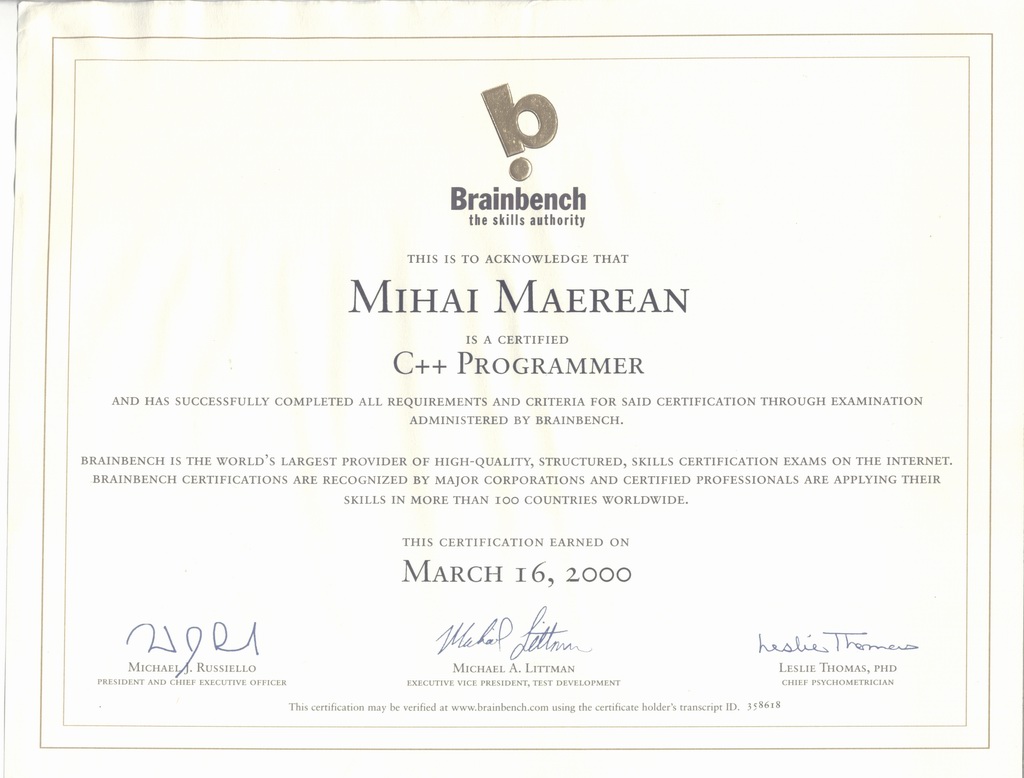 Brainbench
the skills authority
THIS IS TO ACKNOWLEDGE THAT
MIHAI MAEREAN
IS A CERTIFIED
C++ PROGRAMMER
AND HAS SUCCESSFULLY COMPLETED ALL REQUIREMENTS AND CRITERIA FOR SAID CERTIFICATION THROUGH EXAMINATION
ADMINISTERED BY BRAINBENCH.
BRAINBENCH IS THE WORLD'S LARGEST PROVIDER OF HIGH-QUALITY, STRUCTURED, SKILLS CERTIFICATION EXAMS ON THE INTERNET.
BRAINBENCH CERTIFICATIONS ARE RECOGNIZED BY MAJOR CORPORATIONS AND CERTIFIED PROFESSIONALS ARE APPLYING THEIR
SKILLS IN MORE THAN 100 COUNTRIES WORLDWIDE.
THIS CERTIFICATION EARNED ON
MARCH 16, 2000
Michael Littman
Leslie Thomas
MICHAEL J. RUSSIELLO
PRESIDENT AND CHIEF EXECUTIVE OFFICER
MICHAEL A. LITTMAN
EXECUTIVE VICE PRESIDENT, TEST DEVELOPMENT
LESLIE THOMAS, PHD
CHIEF PSYCHOMETRICIAN
This certification may be verified at www.brainbench.com using the certificate holder's transcript ID. 358618